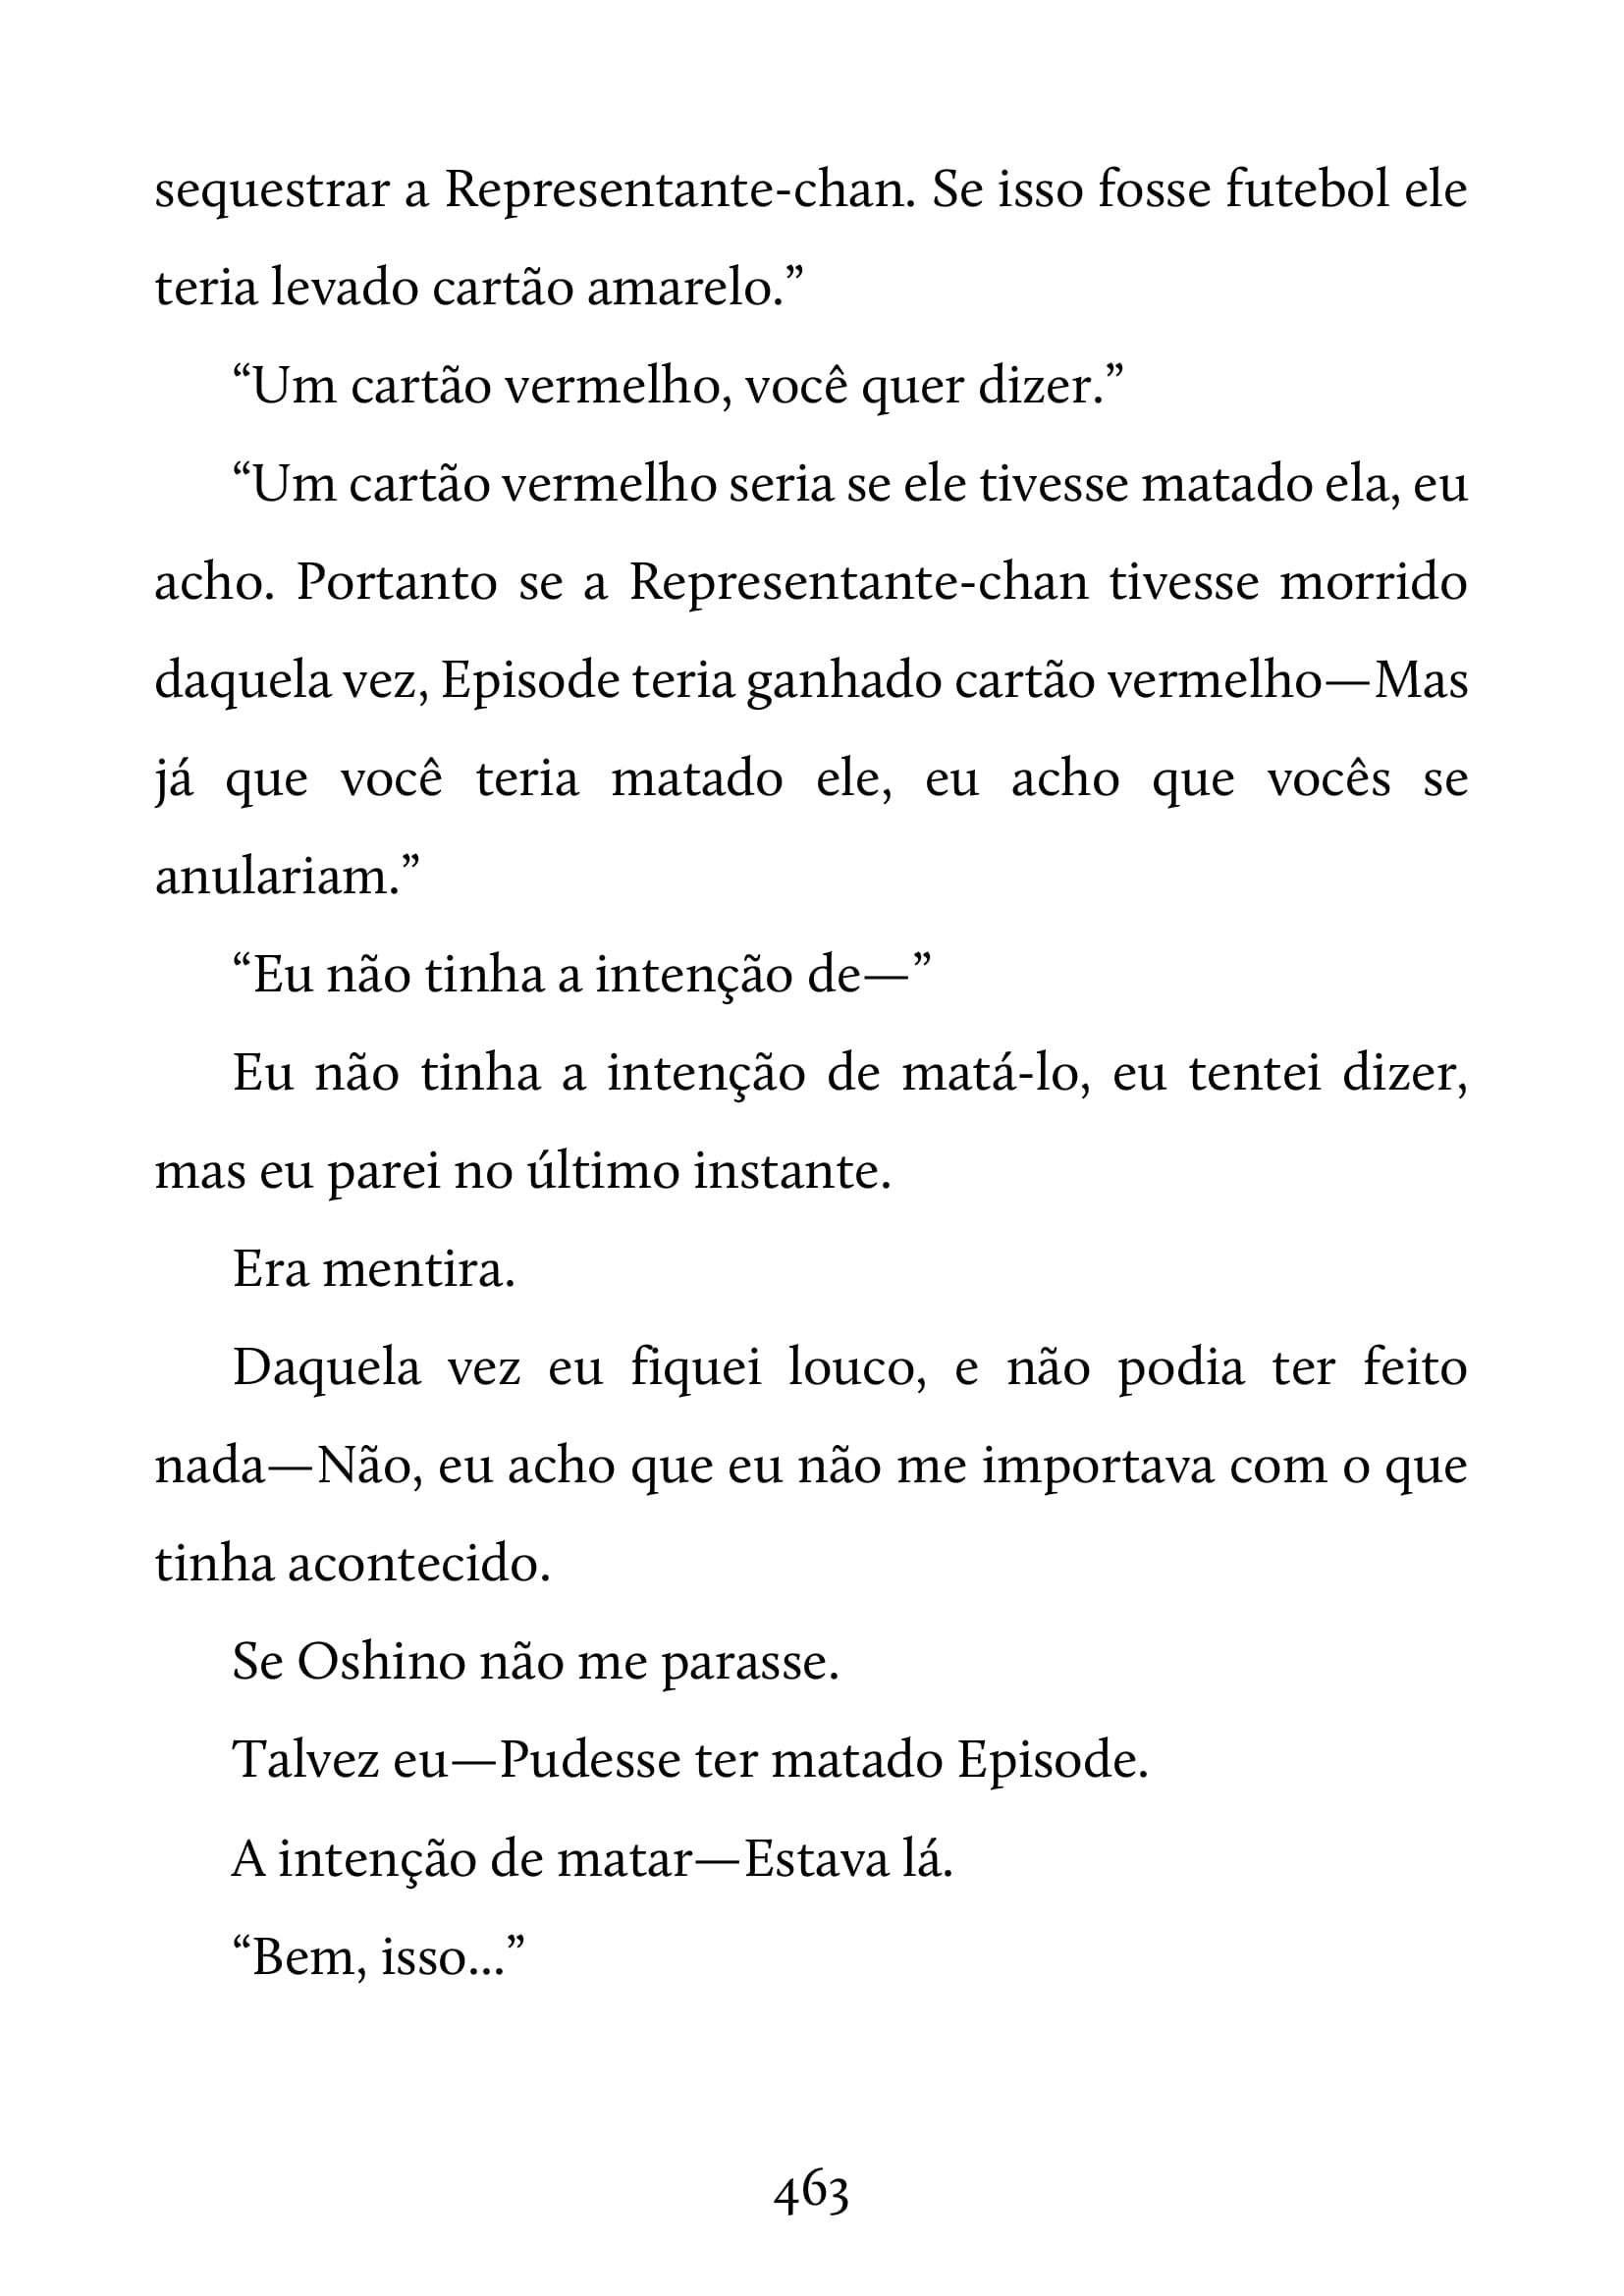 sequestrar a Representante-chan. Se isso fosse futebol ele
teria levado cartão amarelo.”
“Um cartão vermelho, você quer dizer.”
“Um cartão vermelho seria se ele tivesse matado ela, eu
acho. Portanto se a Representante-chan tivesse morrido
daquela vez, Episode teria ganhado cartão vermelho—Mas
já que você teria matado ele, eu acho que vocês se
anulariam.”
“Eu não tinha a intenção de—”
Eu não tinha a intenção de matá-lo, eu tentei dizer,
mas eu parei no último instante.
Era mentira.
Daquela vez eu fiquei louco, e não podia ter feito
nada—Não, eu acho que eu não me importava com o que
tinha acontecido.
Se Oshino não me parasse.
Talvez eu—Pudesse ter matado Episode.
A intenção de matar—Estava lá.
“Bem, isso...”
463